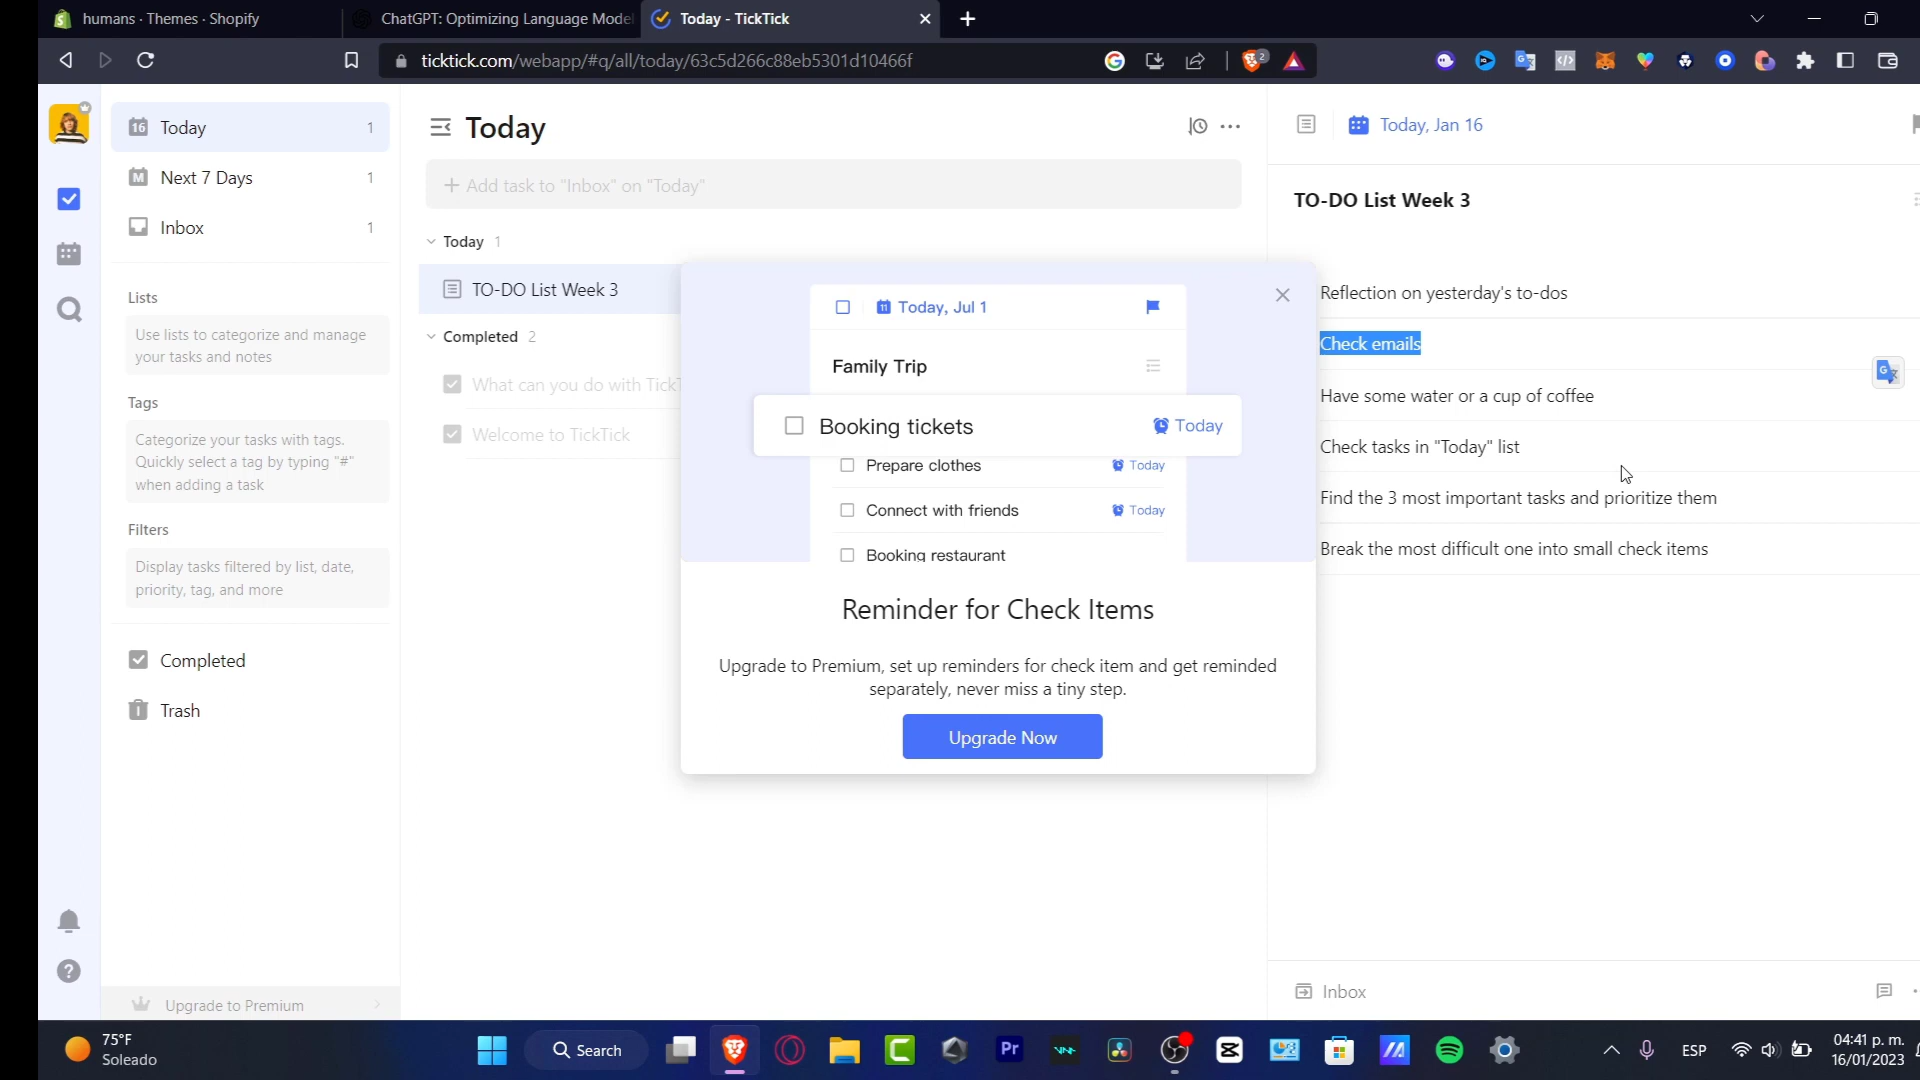 humans · Themes · Shopify
ChatGPT: Optimizing Language Model
Today - TickTick
ticktick.com/webapp/#q/all/today/63c5d266c88eb5301d10466f
2
16 Today 1
M Next 7 Days 1
Inbox 1
Lists
Use lists to categorize and manage
your tasks and notes
Tags
Categorize your tasks with tags.
Quickly select a tag by typing "#"
when adding a task
Filters
Display tasks filtered by list, date,
priority, tag, and more
Completed
Trash
Upgrade to Premium
Today
+ Add task to "Inbox" on "Today"
Today 1
TO-DO List Week 3
Completed 2
What can you do with TickT
Welcome to TickTick
Today, Jul 1
Family Trip
Booking tickets Today
Prepare clothes Today
Connect with friends Today
Booking restaurant
Reminder for Check Items
Upgrade to Premium, set up reminders for check item and get reminded
separately, never miss a tiny step.
Upgrade Now
Today, Jan 16
TO-DO List Week 3
Reflection on yesterday's to-dos
Check emails
Have some water or a cup of coffee
Check tasks in "Today" list
Find the 3 most important tasks and prioritize them
Break the most difficult one into small check items
Inbox
75°F
Soleado
Search
Pr
ESP
04:41 p. m.
16/01/2023